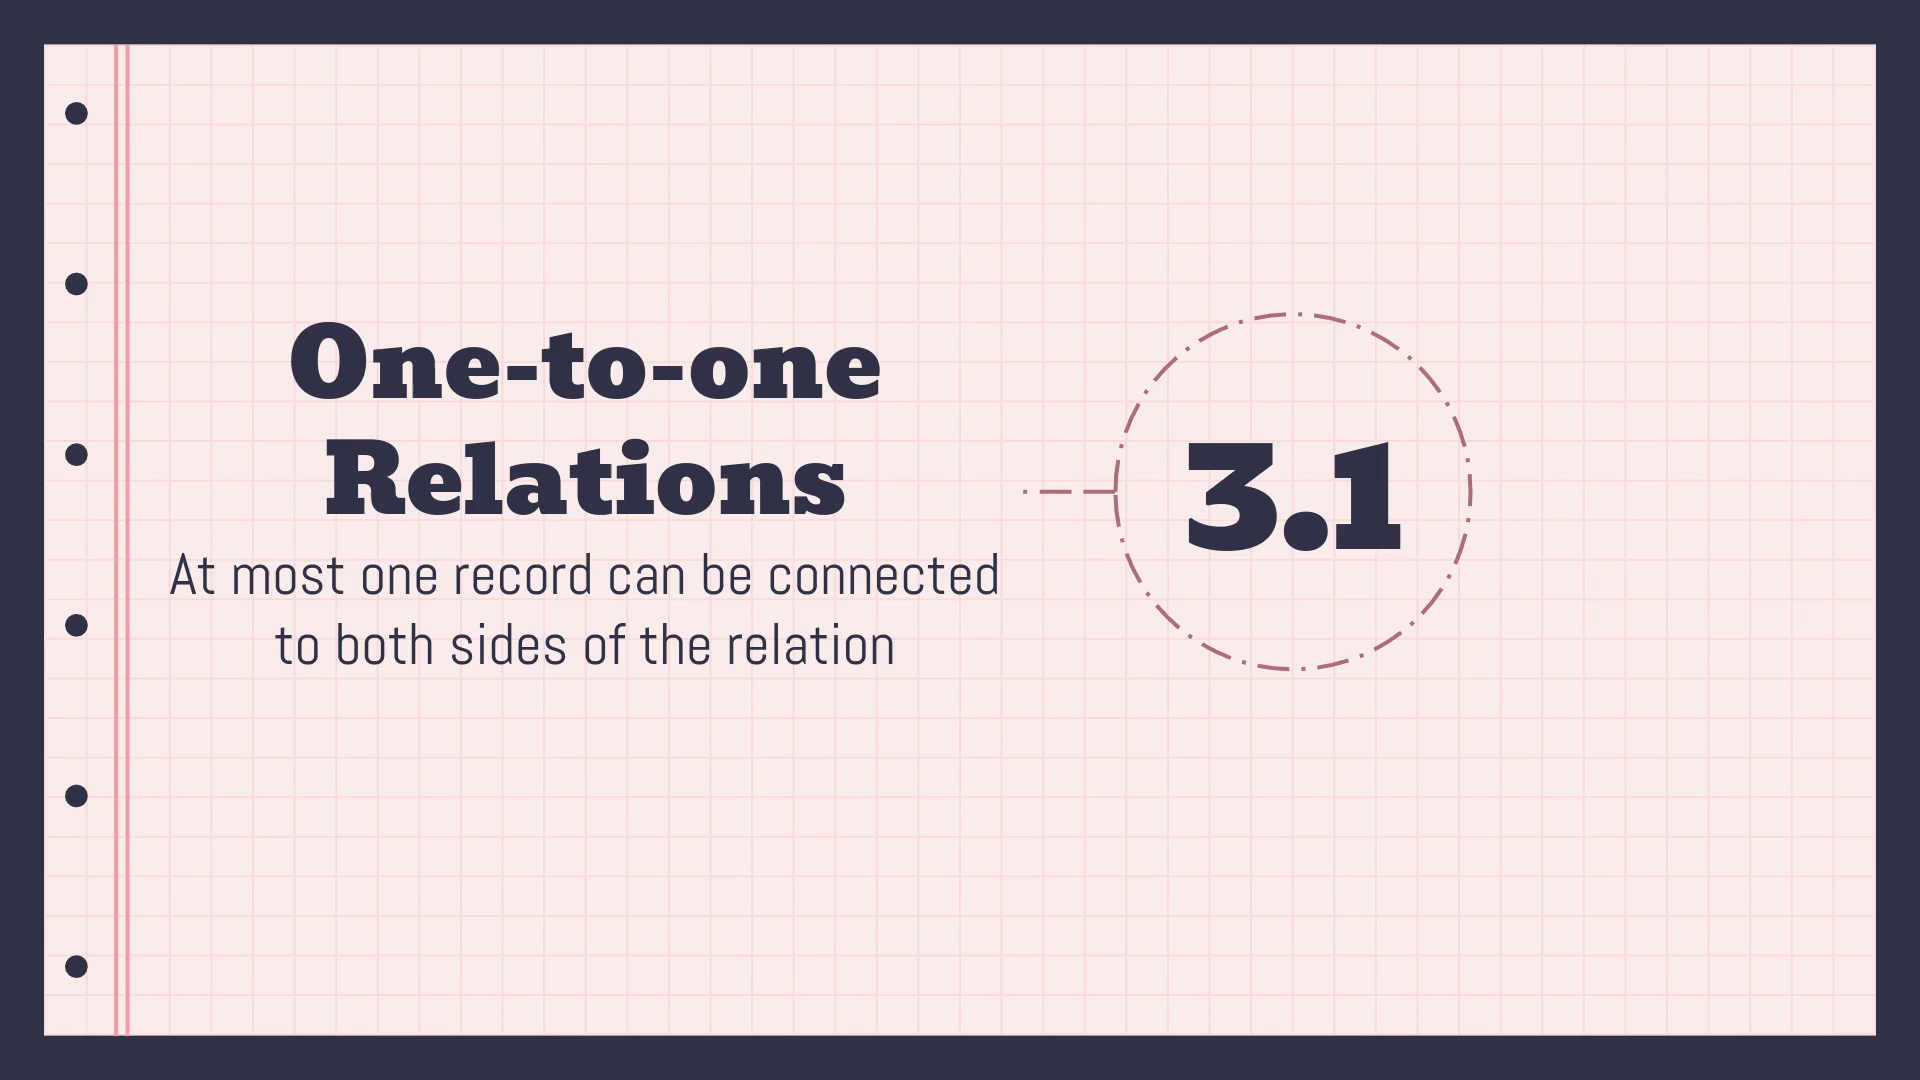 One-to-one
Relations
At most one record can be connected
to both sides of the relation
3.1